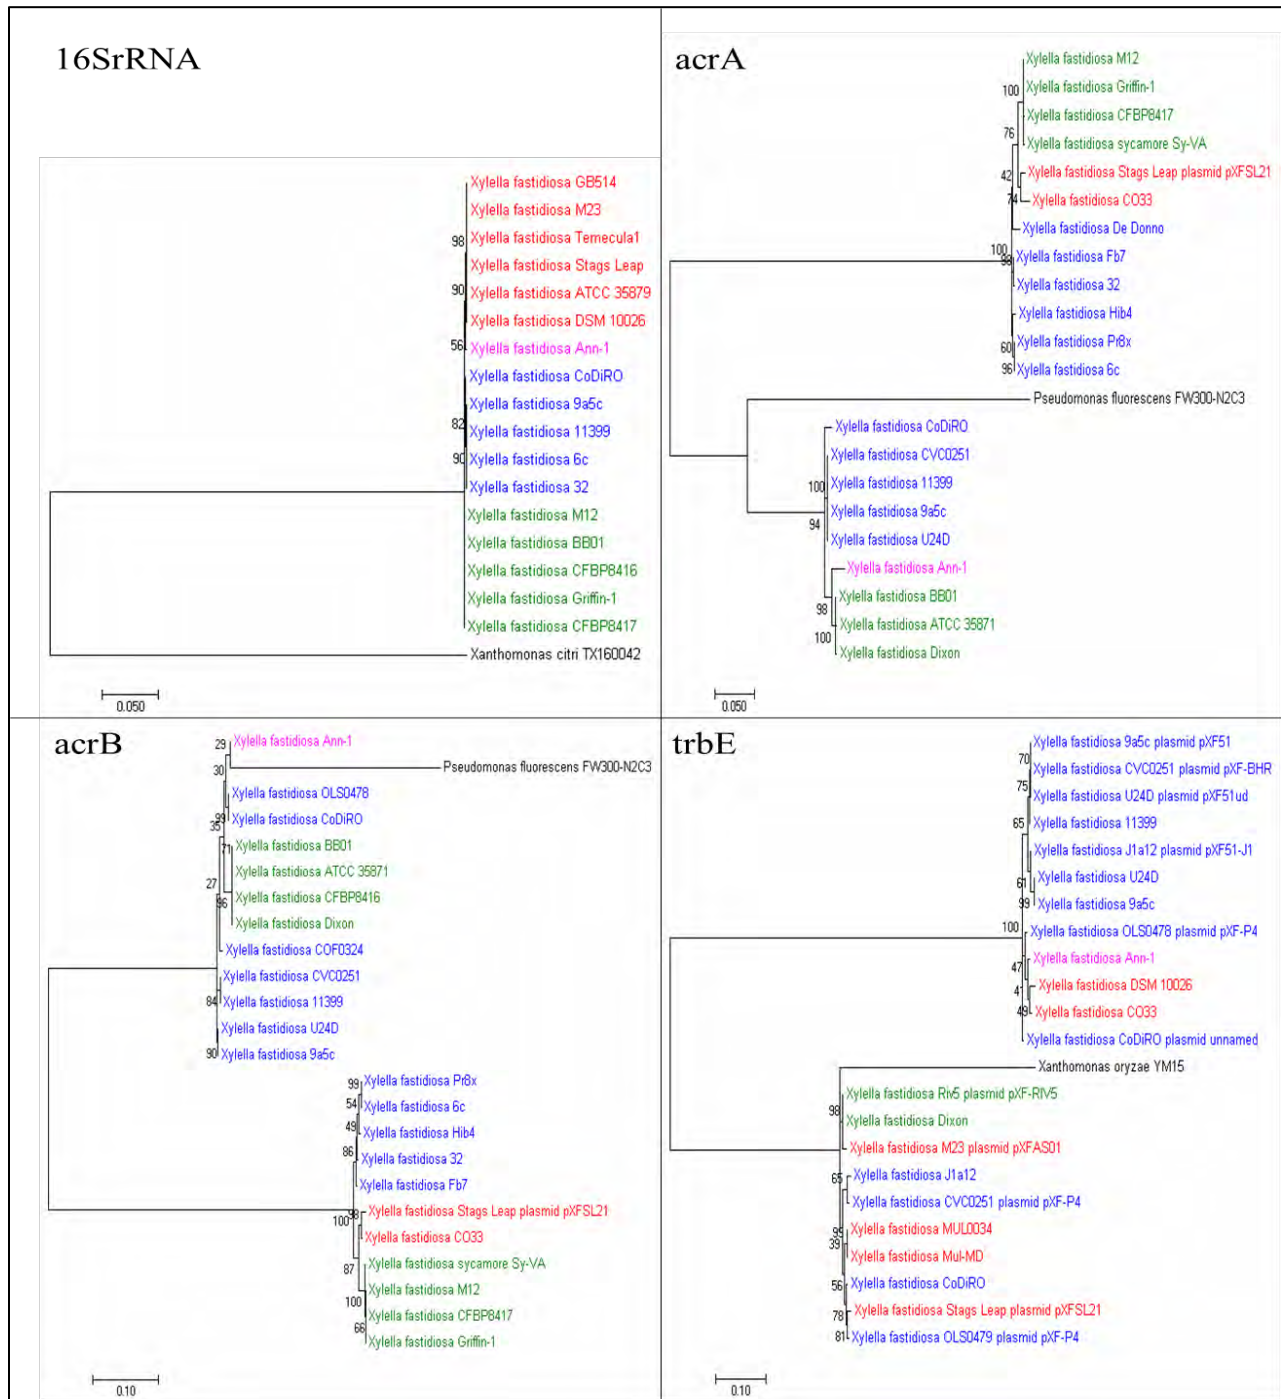 16SrRNA
Xylella fastidiosa GB514
Xylella fastidiosa M23
98
Xylella fastidiosa Temecula1
Xylella fastidiosa Stags Leap
90
Xylella fastidiosa ATCC 35879
Xylella fastidiosa DSM 10026
56
Xylella fastidiosa Ann-1
Xylella fastidiosa CoDiRO
Xylella fastidiosa 9a5c
82
Xylella fastidiosa 11399
90
Xylella fastidiosa 6c
Xylella fastidiosa 32
Xylella fastidiosa M12
Xylella fastidiosa BB01
Xylella fastidiosa CFBP8416
Xylella fastidiosa Griffin-1
Xylella fastidiosa CFBP8417
Xanthomonas citri TX160042
0.050
acrA
Xylella fastidiosa M12
100
Xylella fastidiosa Griffin-1
Xylella fastidiosa CFBP8417
76
Xylella fastidiosa sycamore Sy-VA
42
Xylella fastidiosa Stags Leap plasmid pXFSL21
74
Xylella fastidiosa CO33
Xylella fastidiosa De Donno
100
Xylella fastidiosa Fb7
Xylella fastidiosa 32
Xylella fastidiosa Hib4
60
Xylella fastidiosa Pr8x
96
Xylella fastidiosa 6c
Pseudomonas fluorescens FW300-N2C3
Xylella fastidiosa CoDiRO
Xylella fastidiosa CVC0251
100
Xylella fastidiosa 11399
Xylella fastidiosa 9a5c
94
Xylella fastidiosa U24D
Xylella fastidiosa Ann-1
98
Xylella fastidiosa BB01
Xylella fastidiosa ATCC 35871
100
Xylella fastidiosa Dixon
0.050
acrB
29
Xylella fastidiosa Ann-1
Pseudomonas fluorescens FW300-N2C3
30
Xylella fastidiosa OLS0478
Xylella fastidiosa CoDiRO
35
71
Xylella fastidiosa BB01
Xylella fastidiosa ATCC 35871
27
96
Xylella fastidiosa CFBP8416
Xylella fastidiosa Dixon
Xylella fastidiosa COF0324
Xylella fastidiosa CVC0251
84
Xylella fastidiosa 11399
Xylella fastidiosa U24D
90
Xylella fastidiosa 9a5c
99
Xylella fastidiosa Pr8x
54
Xylella fastidiosa 6c
49
Xylella fastidiosa Hib4
86
Xylella fastidiosa 32
Xylella fastidiosa Fb7
Xylella fastidiosa Stags Leap plasmid pXFSL21
100
Xylella fastidiosa CO33
87
Xylella fastidiosa sycamore Sy-VA
Xylella fastidiosa M12
100
Xylella fastidiosa CFBP8417
66
Xylella fastidiosa Griffin-1
0.10
trbE
Xylella fastidiosa 9a5c plasmid pXF51
70
Xylella fastidiosa CVC0251 plasmid pXF-BHR
75
Xylella fastidiosa U24D plasmid pXF51ud
65
Xylella fastidiosa 11399
Xylella fastidiosa J1a12 plasmid pXF51-J1
61
Xylella fastidiosa U24D
99
Xylella fastidiosa 9a5c
100
Xylella fastidiosa OLS0478 plasmid pXF-P4
Xylella fastidiosa Ann-1
47
41
Xylella fastidiosa DSM 10026
49
Xylella fastidiosa CO33
Xylella fastidiosa CoDiRO plasmid unnamed
Xanthomonas oryzae YM15
Xylella fastidiosa Riv5 plasmid pXF-RIV5
98
Xylella fastidiosa Dixon
Xylella fastidiosa M23 plasmid pXFAS01
65
Xylella fastidiosa J1a12
Xylella fastidiosa CVC0251 plasmid pXF-P4
Xylella fastidiosa MUL0034
39
Xylella fastidiosa Mul-MD
56
Xylella fastidiosa CoDiRO
78
Xylella fastidiosa Stags Leap plasmid pXFSL21
81
Xylella fastidiosa OLS0479 plasmid pXF-P4
0.10